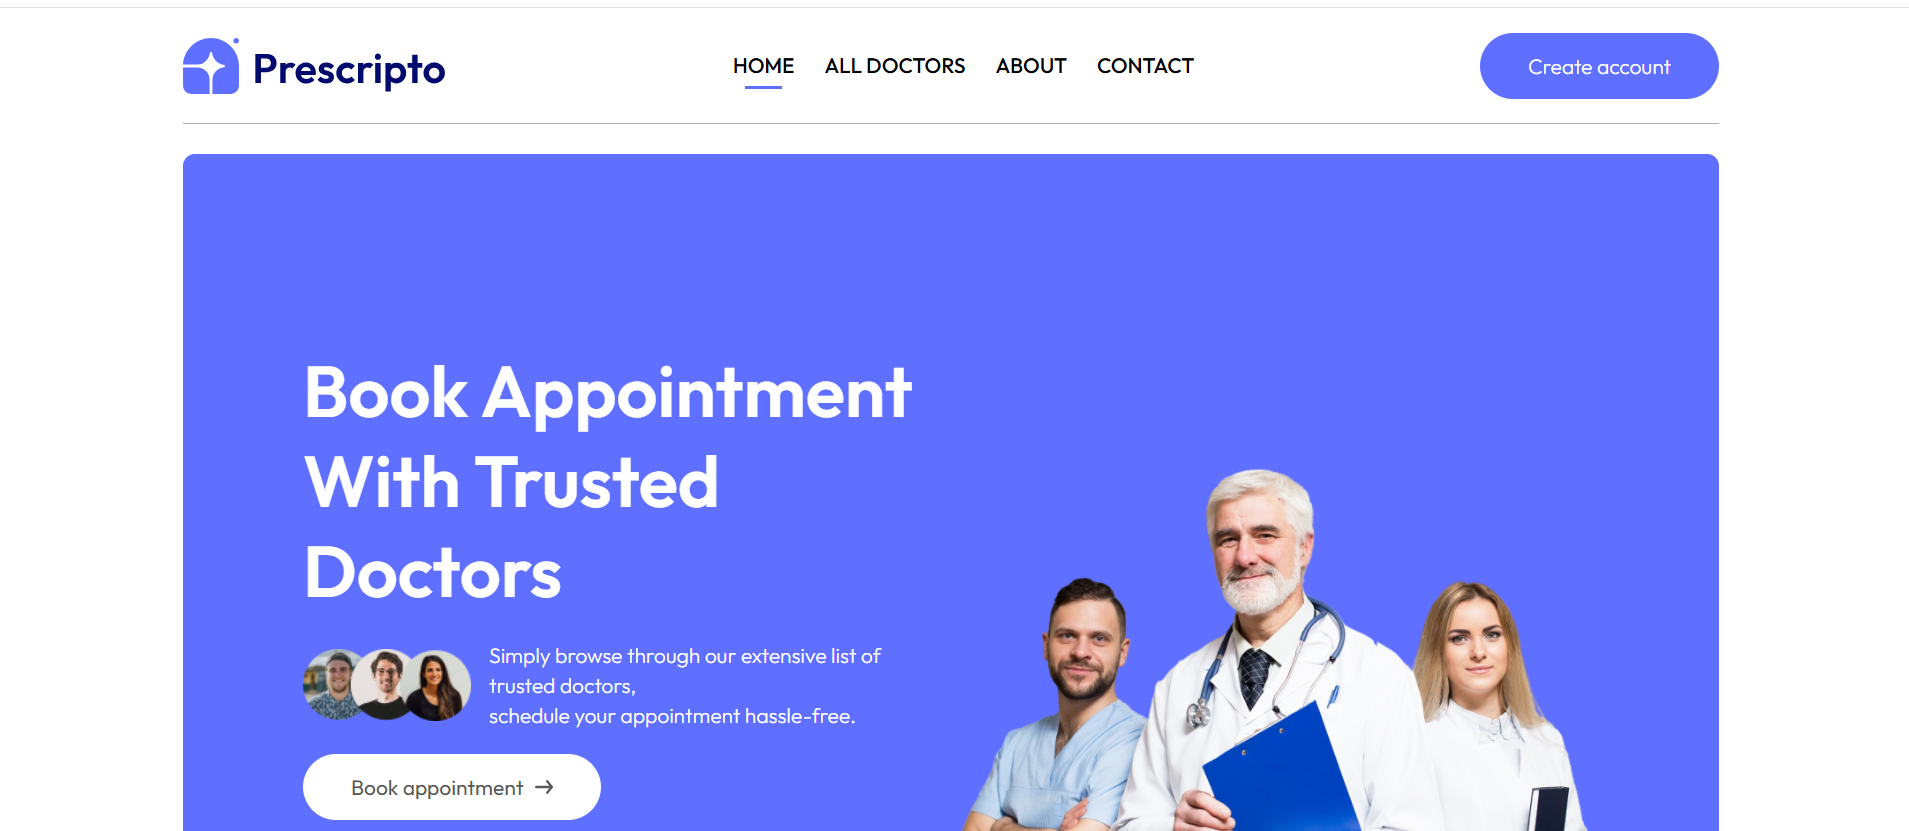 Prescripto
HOME
ALL DOCTORS
ABOUT
CONTACT
Create account
Book Appointment
With Trusted
Doctors
Simply browse through our extensive list of
trusted doctors,
schedule your appointment hassle-free.
Book appointment →